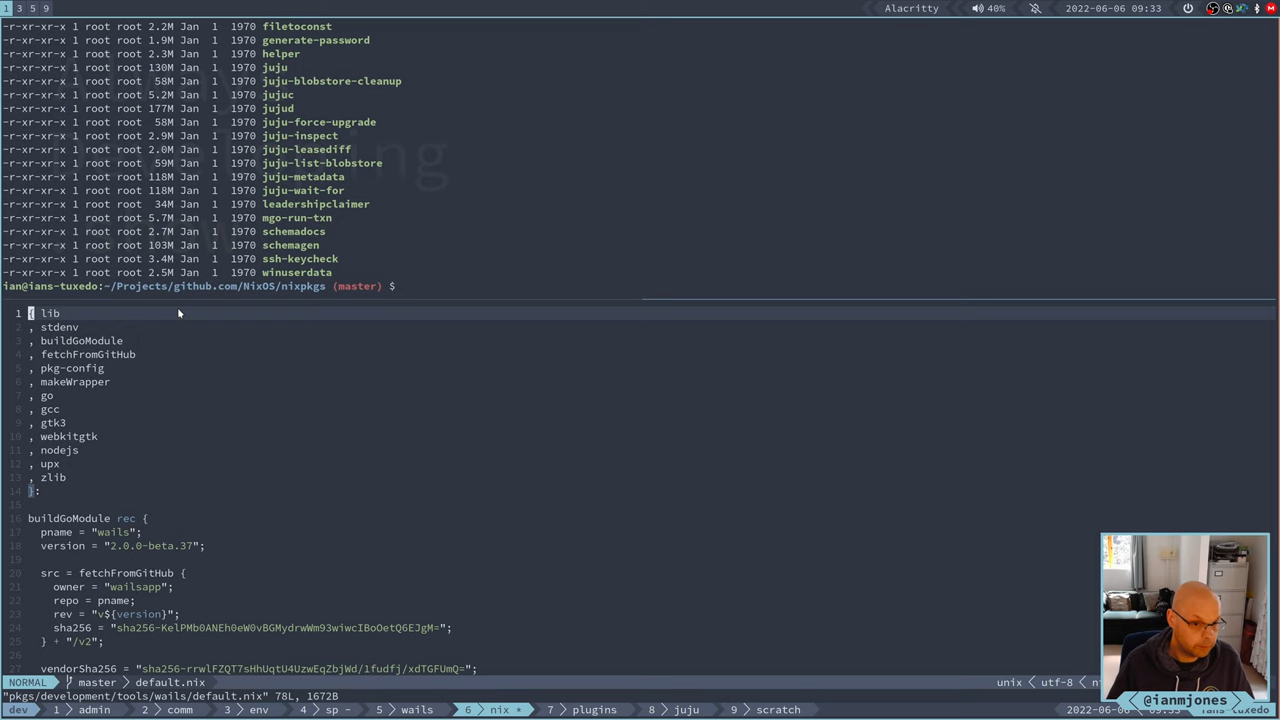 1 3 5 9
Alacritty 40% 2022-06-06 09:33
-r-xr-xr-x 1 root root 2.2M Jan 1 1970 filetoconst
-r-xr-xr-x 1 root root 1.9M Jan 1 1970 generate-password
-r-xr-xr-x 1 root root 2.3M Jan 1 1970 helper
-r-xr-xr-x 1 root root 130M Jan 1 1970 juju
-r-xr-xr-x 1 root root 58M Jan 1 1970 juju-blobstore-cleanup
-r-xr-xr-x 1 root root 5.2M Jan 1 1970 jujuc
-r-xr-xr-x 1 root root 177M Jan 1 1970 jujud
-r-xr-xr-x 1 root root 58M Jan 1 1970 juju-force-upgrade
-r-xr-xr-x 1 root root 2.9M Jan 1 1970 juju-inspect
-r-xr-xr-x 1 root root 2.0M Jan 1 1970 juju-leasediff
-r-xr-xr-x 1 root root 59M Jan 1 1970 juju-list-blobstore
-r-xr-xr-x 1 root root 118M Jan 1 1970 juju-metadata
-r-xr-xr-x 1 root root 118M Jan 1 1970 juju-wait-for
-r-xr-xr-x 1 root root 34M Jan 1 1970 leadershipclaimer
-r-xr-xr-x 1 root root 5.7M Jan 1 1970 mgo-run-txn
-r-xr-xr-x 1 root root 2.7M Jan 1 1970 schemadocs
-r-xr-xr-x 1 root root 103M Jan 1 1970 schemagen
-r-xr-xr-x 1 root root 3.4M Jan 1 1970 ssh-keycheck
-r-xr-xr-x 1 root root 2.5M Jan 1 1970 winuserdata
ian@ians-tuxedo:~/Projects/github.com/NixOS/nixpkgs (master) $
1 { lib
2 , stdenv
3 , buildGoModule
4 , fetchFromGitHub
5 , pkg-config
6 , makeWrapper
7 , go
8 , gcc
9 , gtk3
10 , webkitgtk
11 , nodejs
12 , upx
13 , zlib
14 }:
15
16 buildGoModule rec {
17 pname = "wails";
18 version = "2.0.0-beta.37";
19
20 src = fetchFromGitHub {
21 owner = "wailsapp";
22 repo = pname;
23 rev = "v${version}";
24 sha256 = "sha256-KelPMb0ANEh0eW0vBGMydrwWm93wiwcIBoOetQ6EJgM=";
25 } + "/v2";
26
27 vendorSha256 = "sha256-rrwlFZQT7sHhUqtU4UzwEqZbjWd/1fudfj/xdTGFUmQ=";
NORMAL master > default.nix unix < utf-8 <
"pkgs/development/tools/wails/default.nix" 78L, 1672B
dev 1 admin 2 comm 3 env 4 sp - 5 wails 6 nix * 7 plugins 8 juju 9 scratch 2022-06-06
@ianmjones